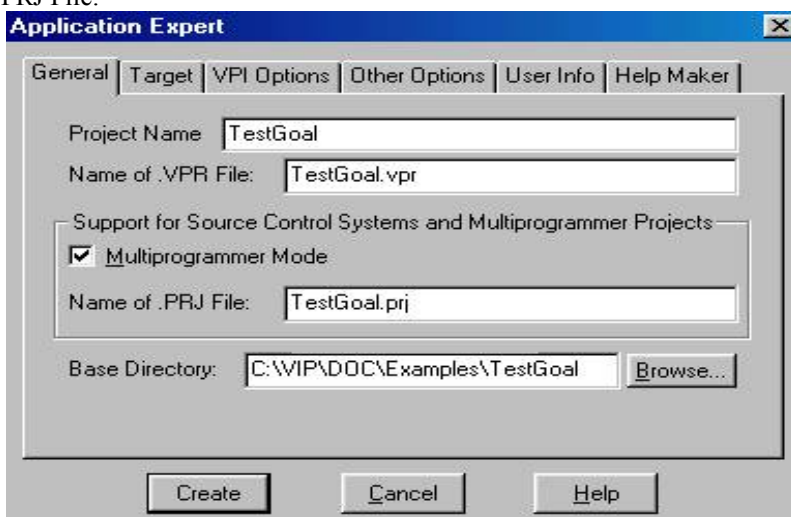 PRJ File.
Application Expert
General Target VPI Options Other Options User Info Help Maker
Project Name TestGoal
Name of .VPR File: TestGoal.vpr
Support for Source Control Systems and Multiprogrammer Projects
Multiprogrammer Mode
Name of .PRJ File: TestGoal.prj
Base Directory: C:\VIP\DOC\Examples\TestGoal Browse...
Create Cancel Help